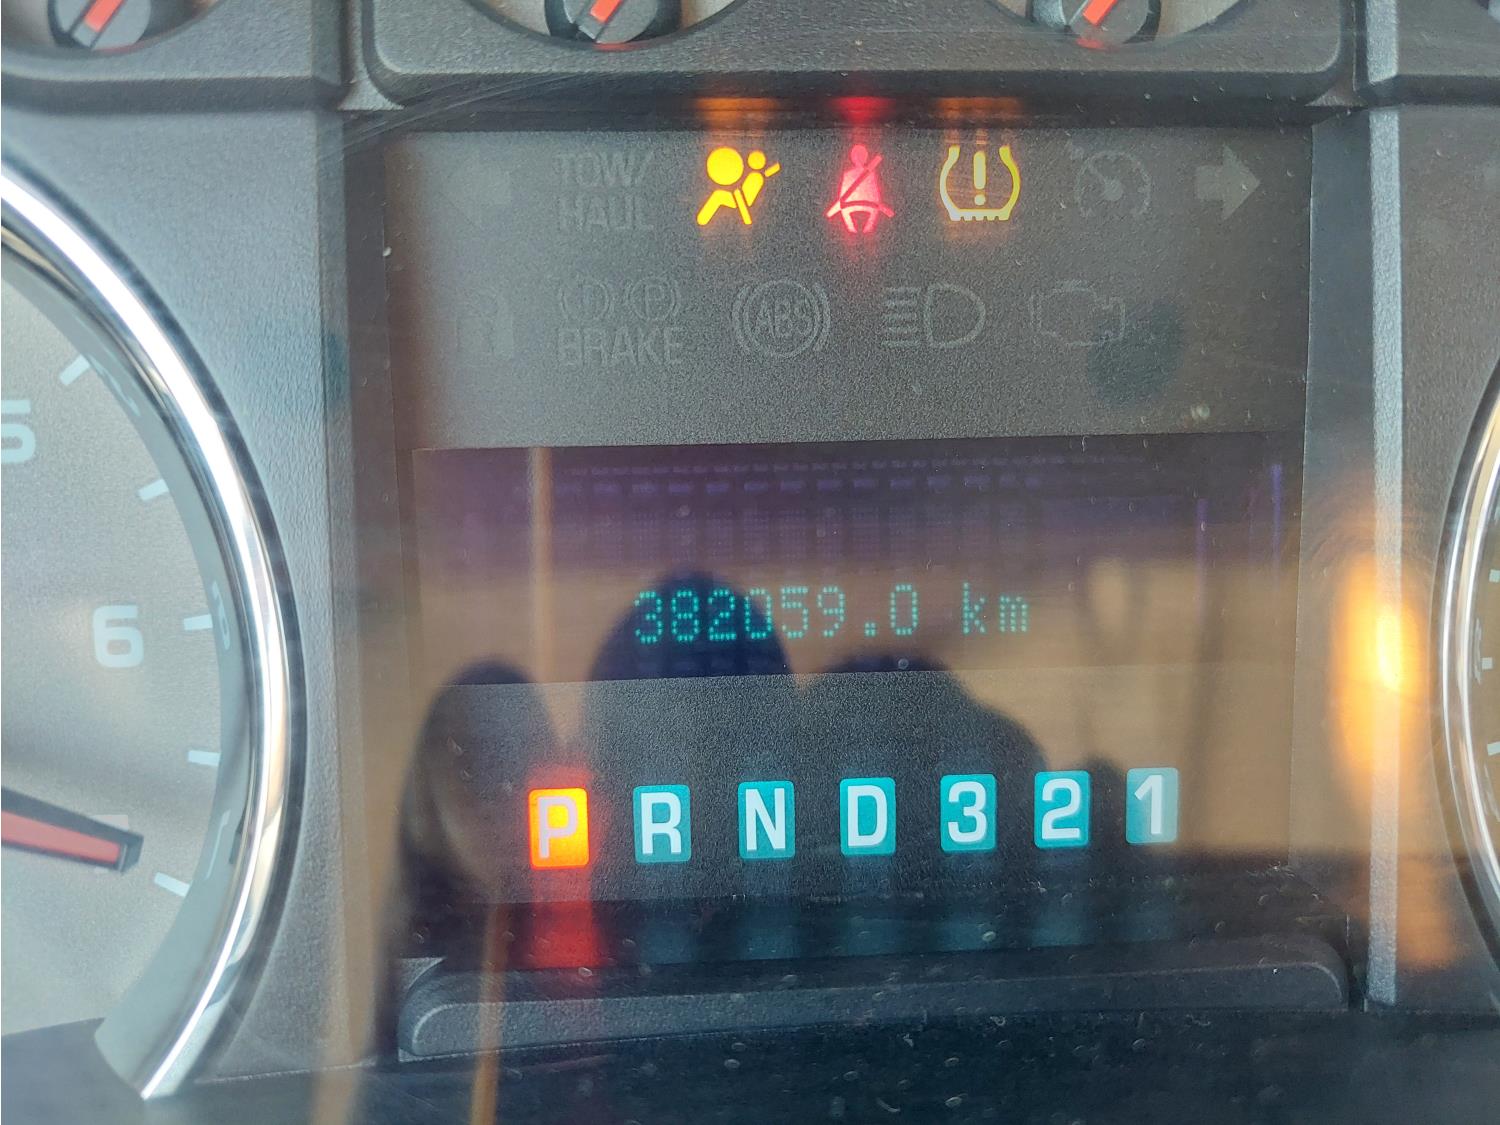 TOW/
HAUL
BRAKE
ABS
5
6
382059.0 km
P R N D 3 2 1